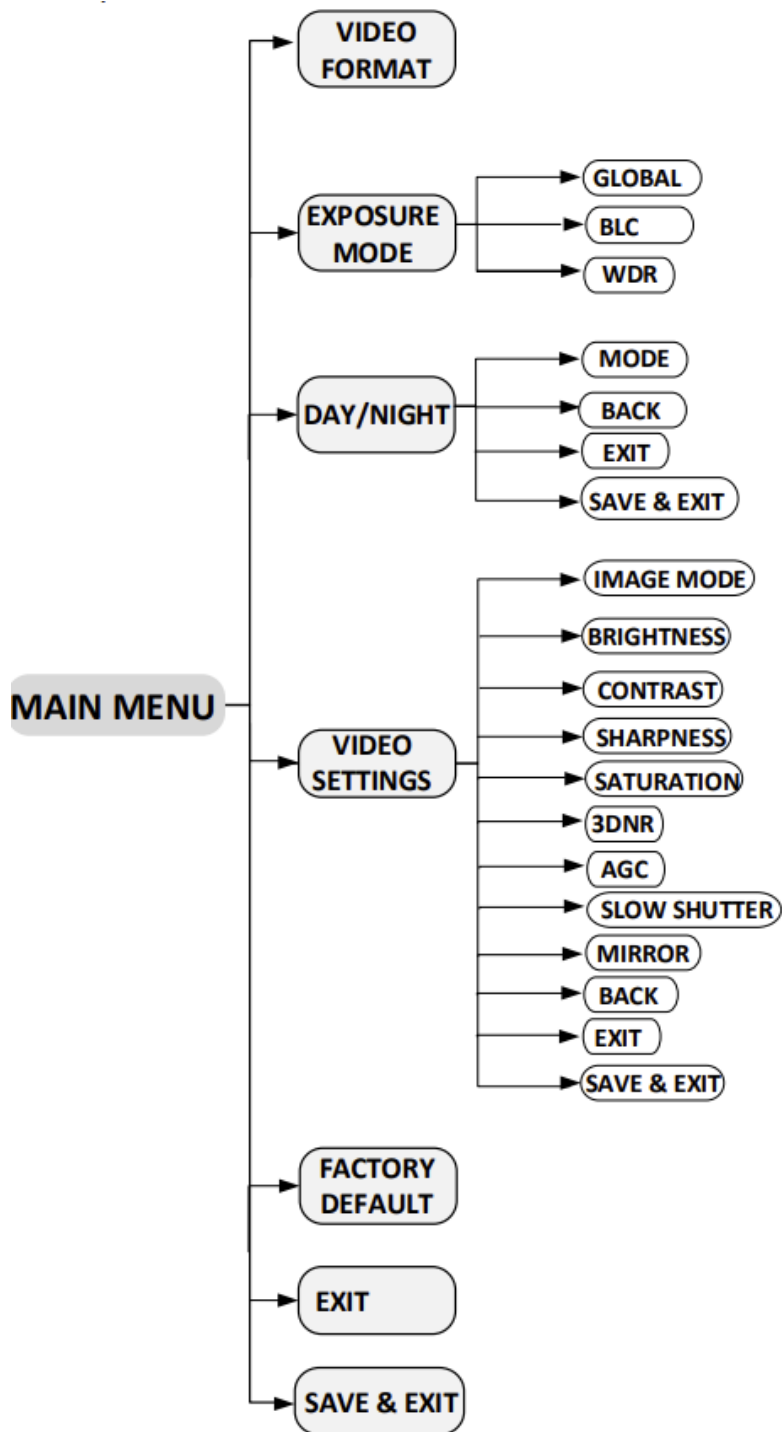 VIDEO
FORMAT
EXPOSURE
MODE
GLOBAL
BLC
WDR
DAY/NIGHT
MODE
BACK
EXIT
SAVE & EXIT
MAIN MENU
VIDEO
SETTINGS
IMAGE MODE
BRIGHTNESS
CONTRAST
SHARPNESS
SATURATION
3DNR
AGC
SLOW SHUTTER
MIRROR
BACK
EXIT
SAVE & EXIT
FACTORY
DEFAULT
EXIT
SAVE & EXIT